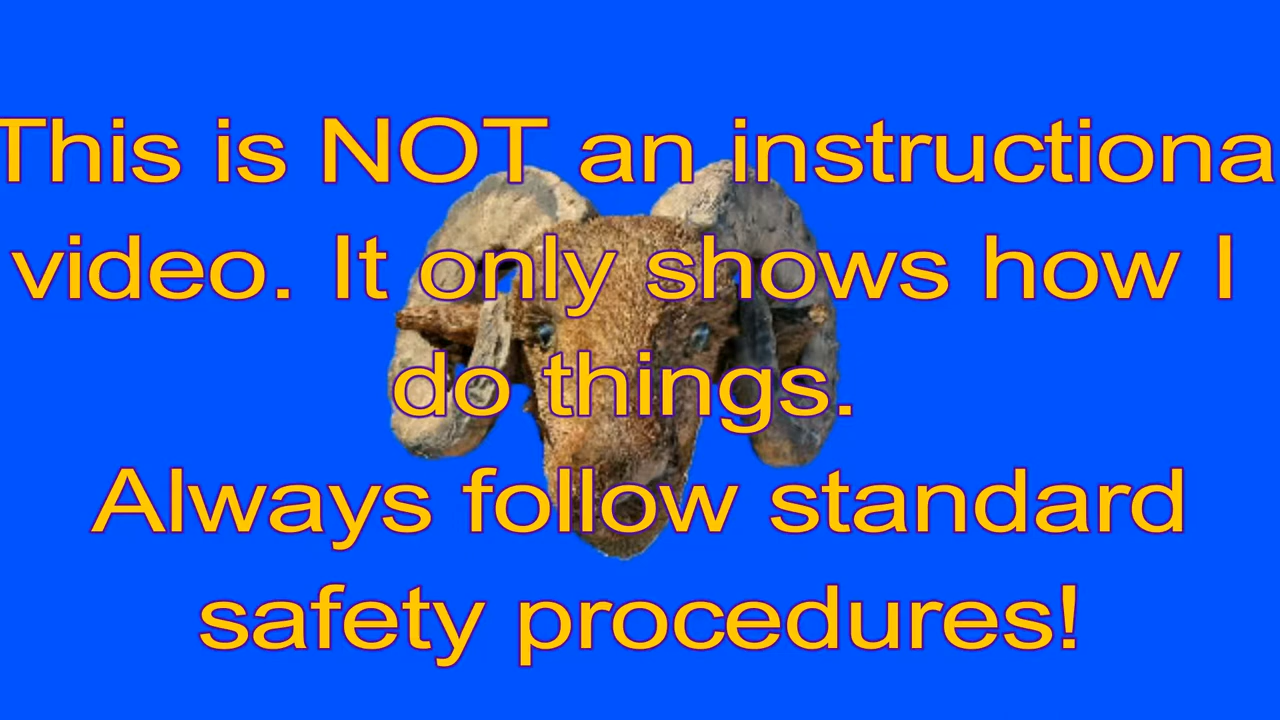 This is NOT an instructiona
video. It only shows how I
do things.
Always follow standard
safety procedures!